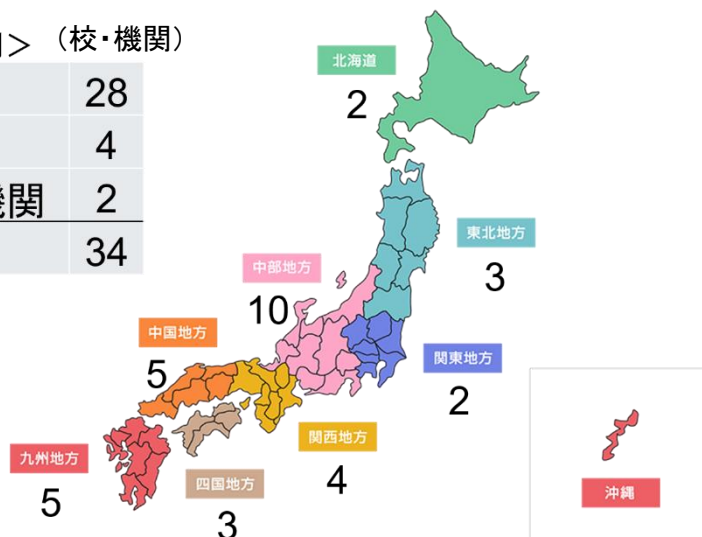 ＞（校・機関）
28
4
機関 2
34
北海道
2
東北地方
3
中部地方
10
中国地方
5
関東地方
2
関西地方
4
九州地方
5
四国地方
3
沖縄